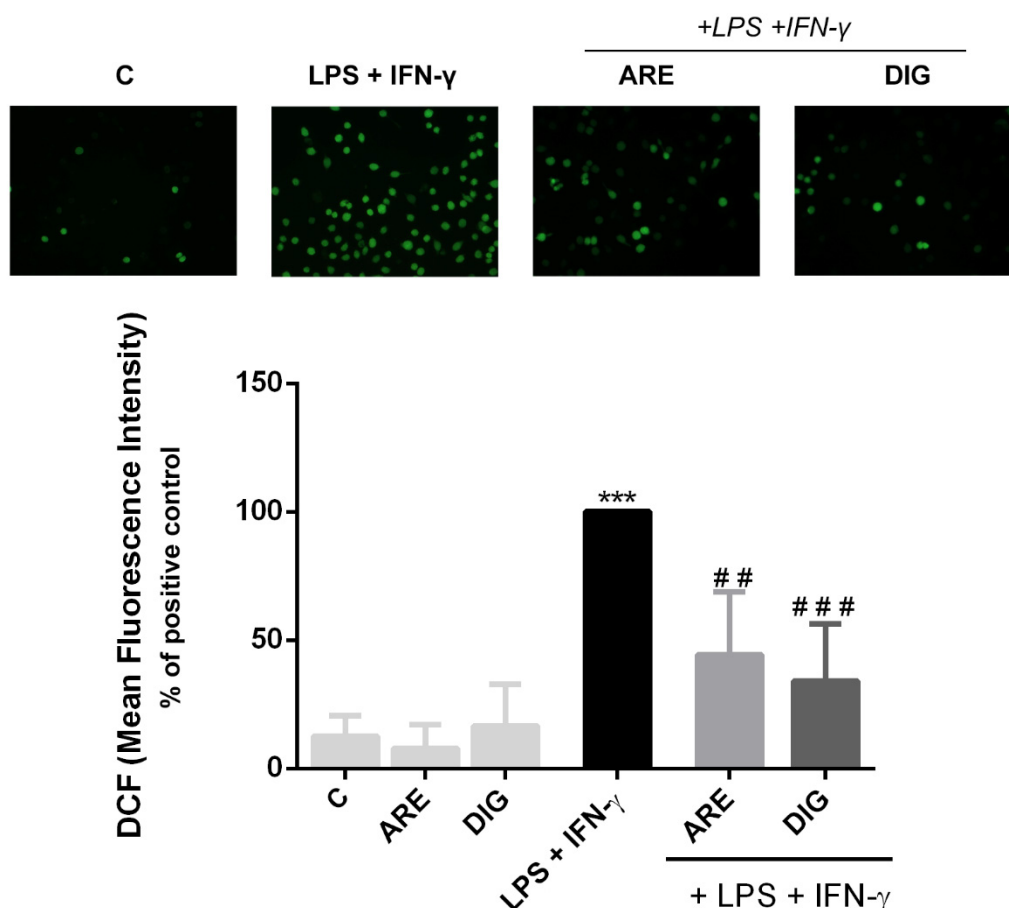 +LPS +IFN-γ
C
LPS + IFN-γ
ARE
DIG
DCF (Mean Fluorescence Intensity)
% of positive control
150
100
50
0
***
# #
# # #
C
ARE
DIG
LPS + IFN-γ
ARE
DIG
+ LPS + IFN-γ